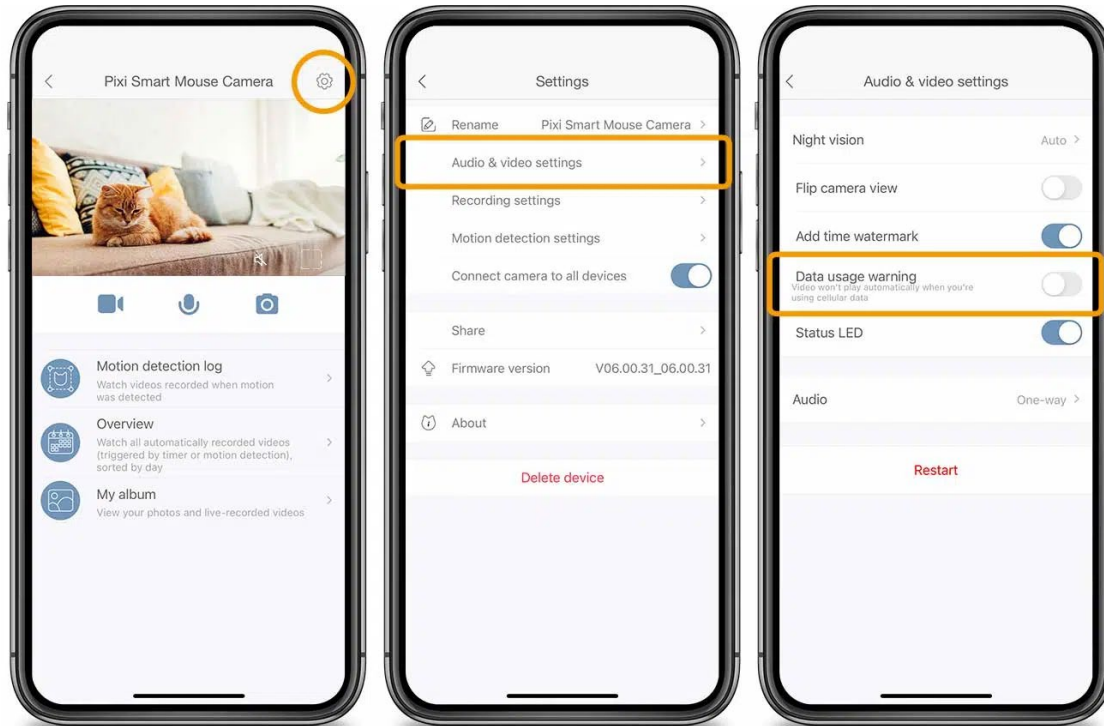 Pixi Smart Mouse Camera
Motion detection log
Watch videos recorded when motion
was detected
Overview
Watch all automatically recorded videos
(triggered by timer or motion detection),
sorted by day
My album
View your photos and live-recorded videos
Settings
Rename Pixi Smart Mouse Camera
Audio & video settings
Recording settings
Motion detection settings
Connect camera to all devices
Share
Firmware version V06.00.31_06.00.31
About
Delete device
Audio & video settings
Night vision Auto
Flip camera view
Add time watermark
Data usage warning
Video won't play automatically when you're
using cellular data
Status LED
Audio One-way
Restart